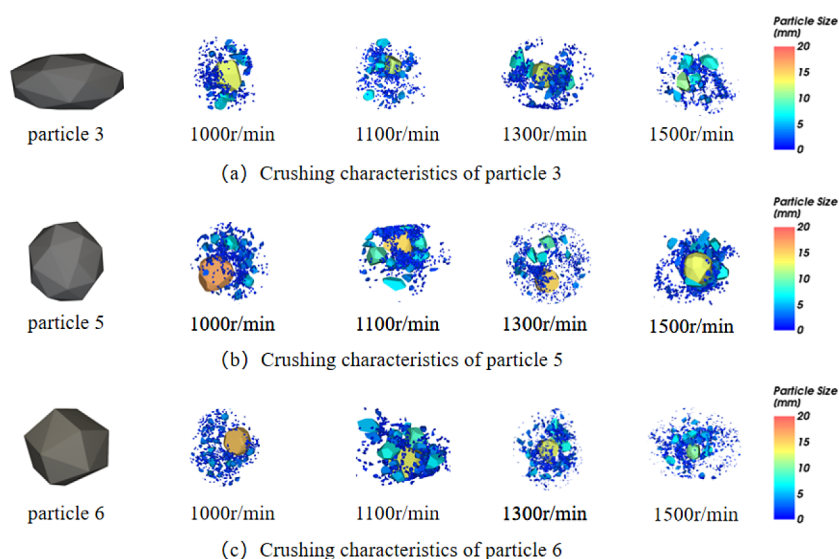 Particle Size
(mm)
20
15
10
5
0
particle 3
1000r/min
1100r/min
1300r/min
1500r/min
(a) Crushing characteristics of particle 3
Particle Size
(mm)
20
15
10
5
0
particle 5
1000r/min
1100r/min
1300r/min
1500r/min
(b) Crushing characteristics of particle 5
Particle Size
(mm)
20
15
10
5
0
particle 6
1000r/min
1100r/min
1300r/min
1500r/min
(c) Crushing characteristics of particle 6